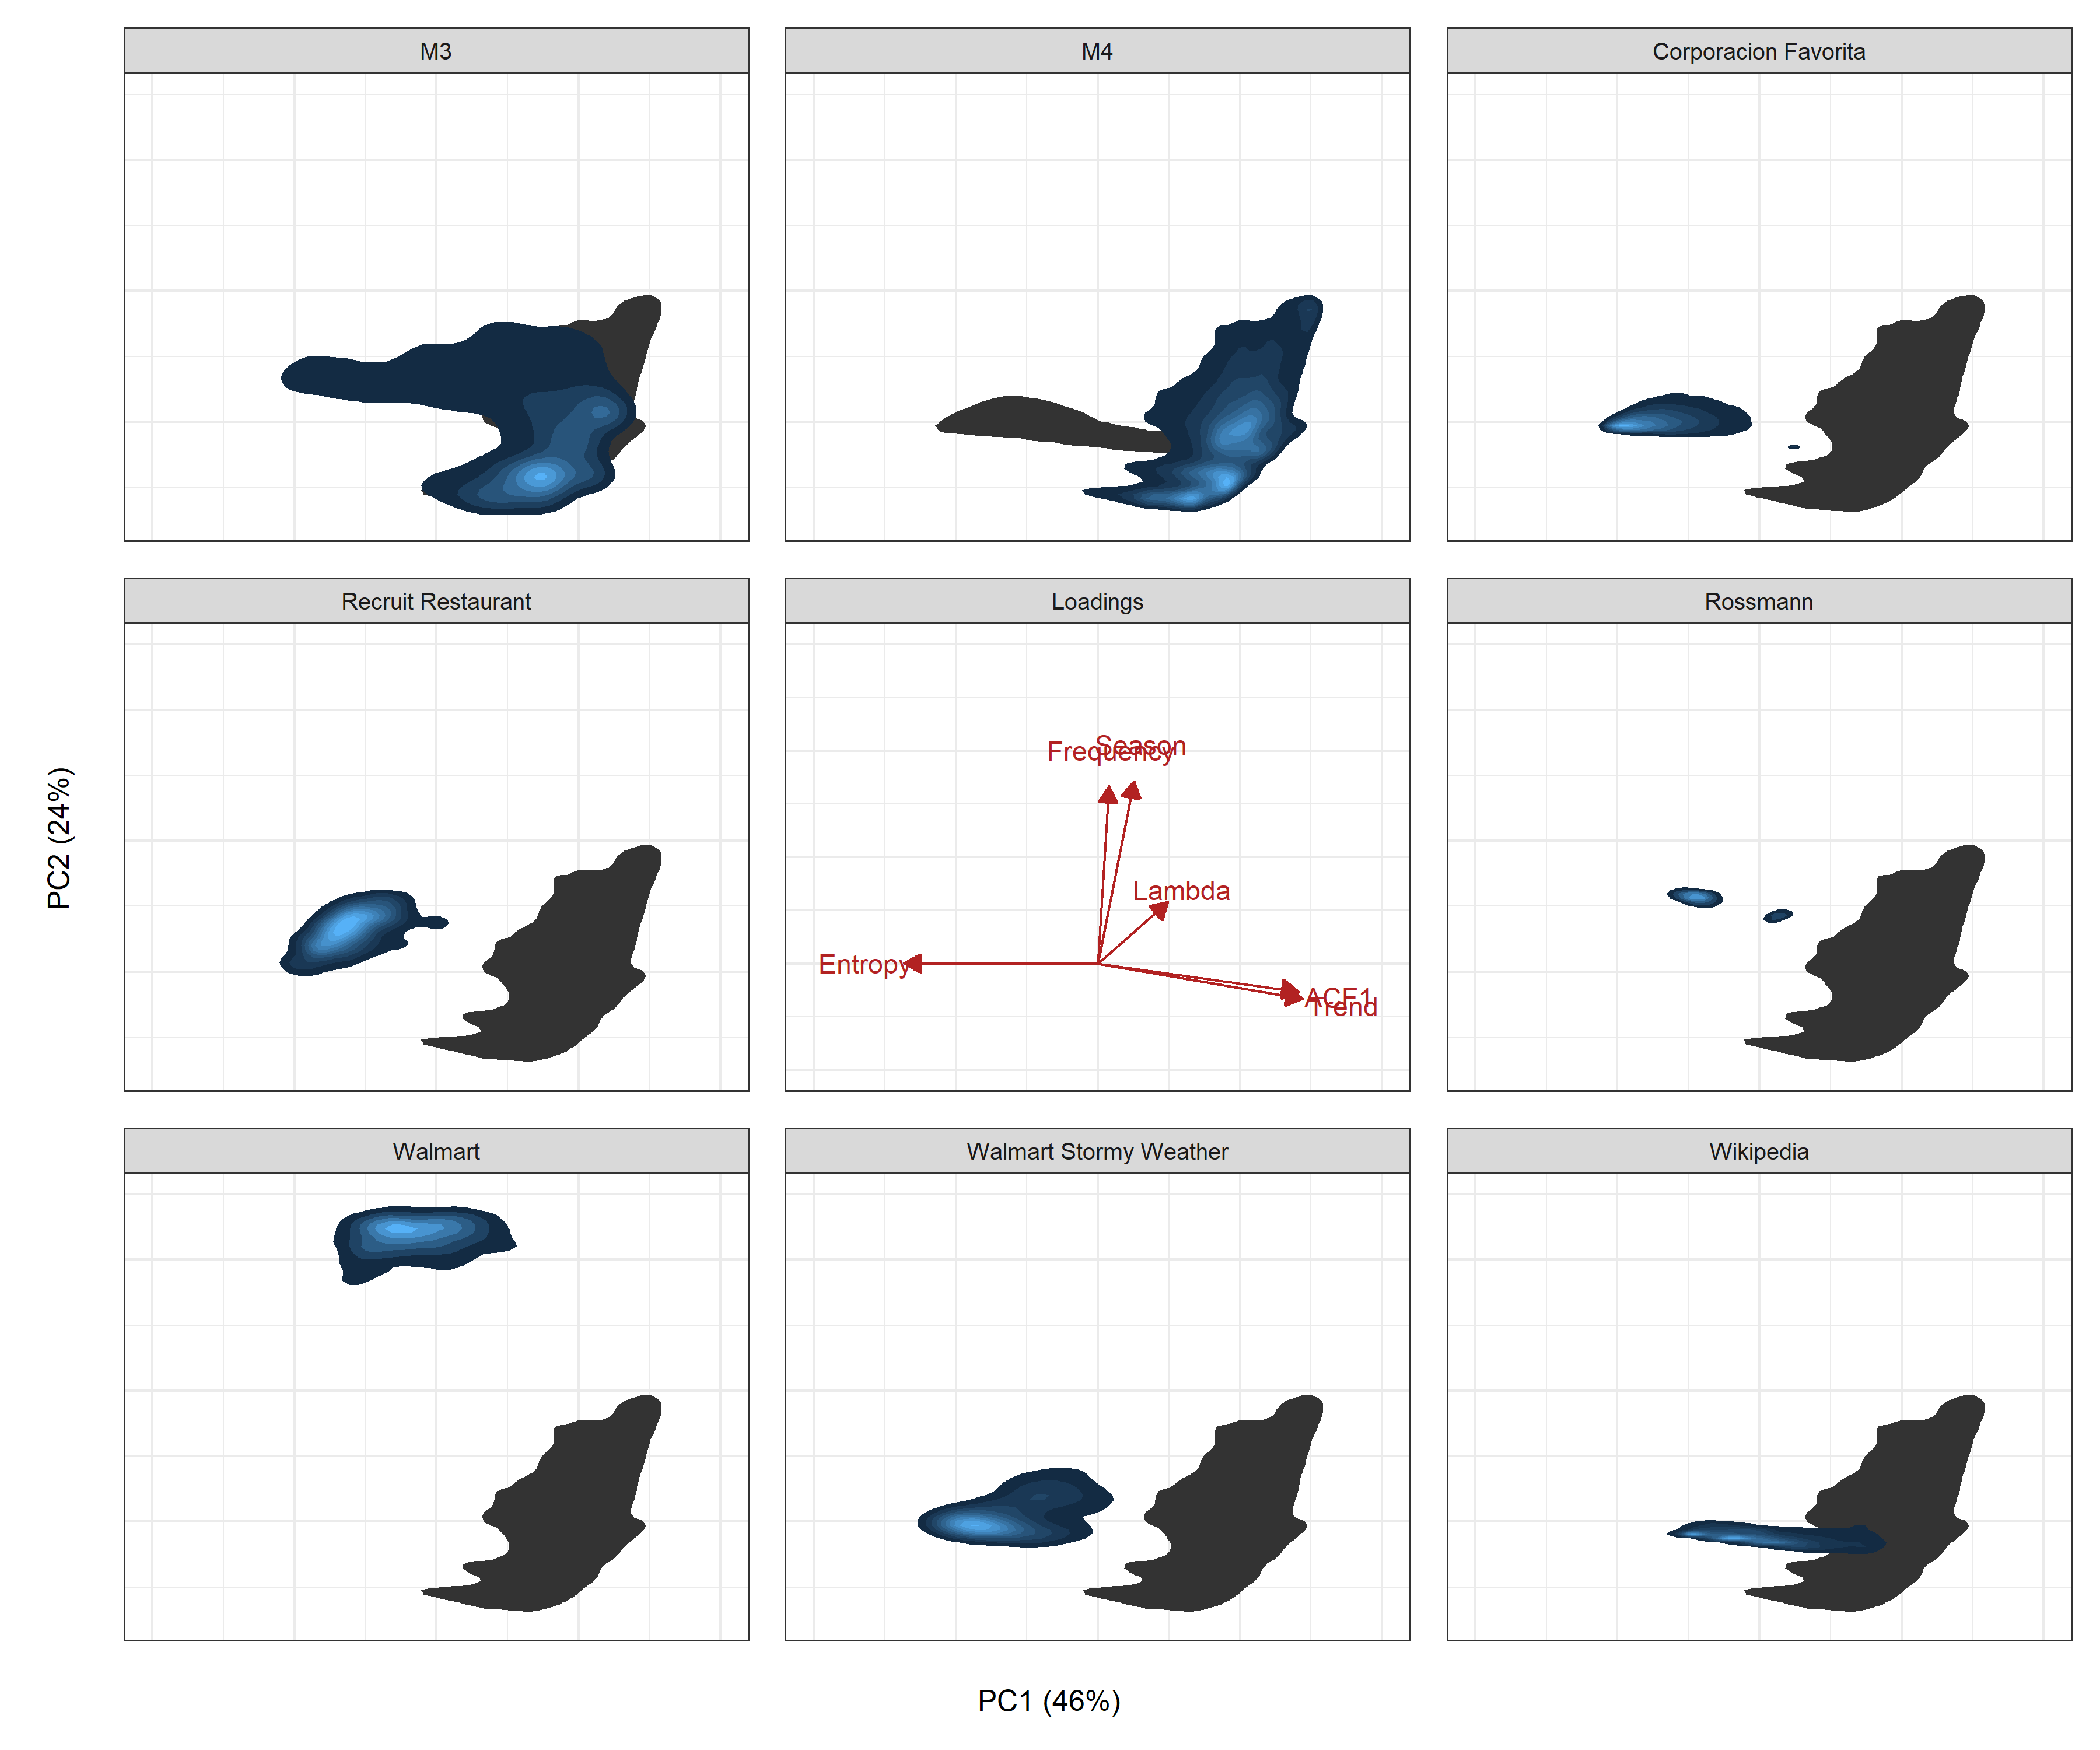 M3
M4
Corporacion Favorita
Recruit Restaurant
Loadings
Rossmann
Season
Frequency
Lambda
Entropy
ACF1
Trend
PC2 (24%)
Walmart
Walmart Stormy Weather
Wikipedia
PC1 (46%)